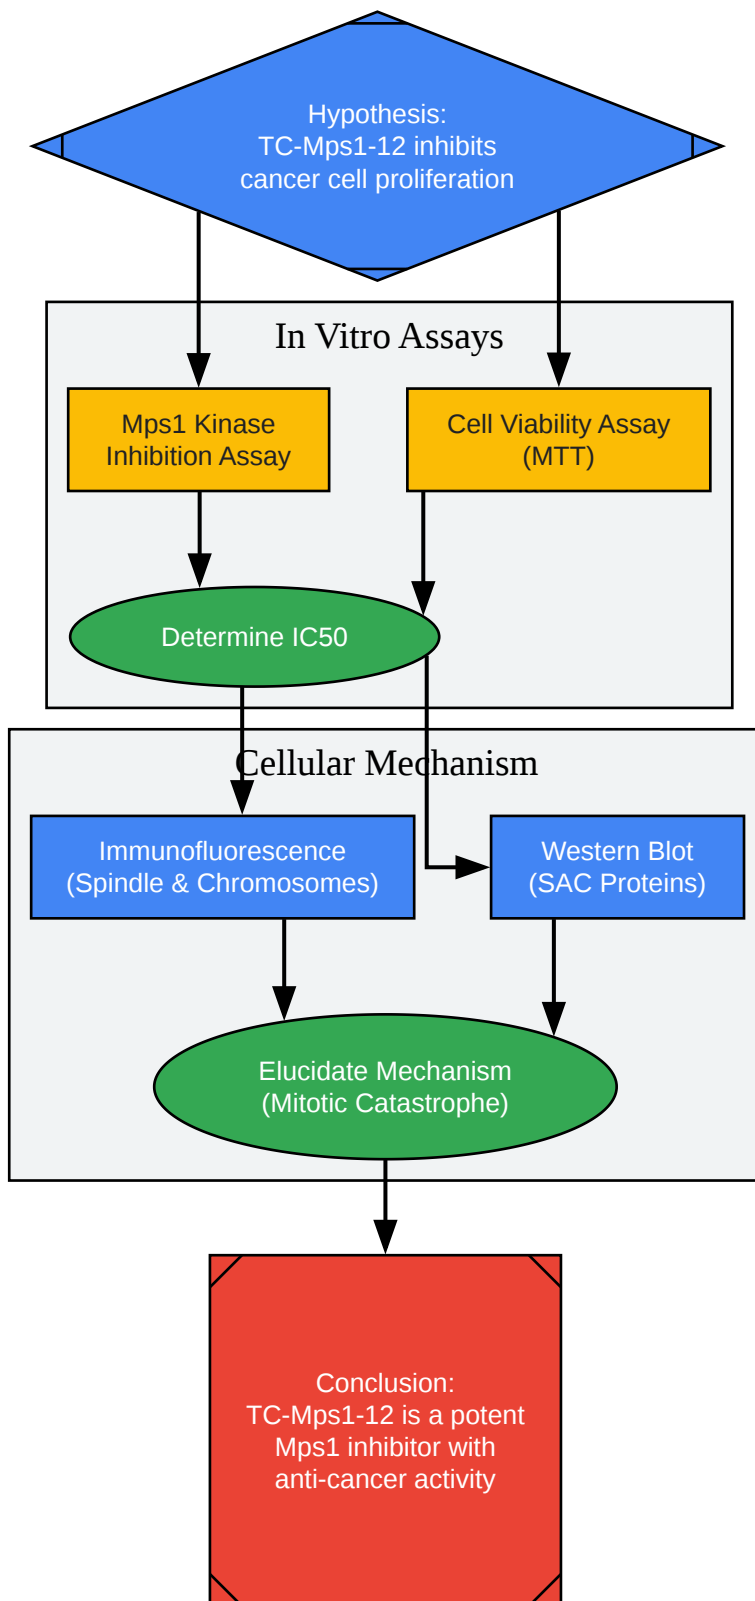 Hypothesis:
TC-Mps1-12 inhibits
cancer cell proliferation
In Vitro Assays
Mps1 Kinase
Inhibition Assay
Cell Viability Assay
(MTT)
Determine IC50
Cellular Mechanism
Immunofluorescence
(Spindle & Chromosomes)
Western Blot
(SAC Proteins)
Elucidate Mechanism
(Mitotic Catastrophe)
Conclusion:
TC-Mps1-12 is a potent
Mps1 inhibitor with
anti-cancer activity